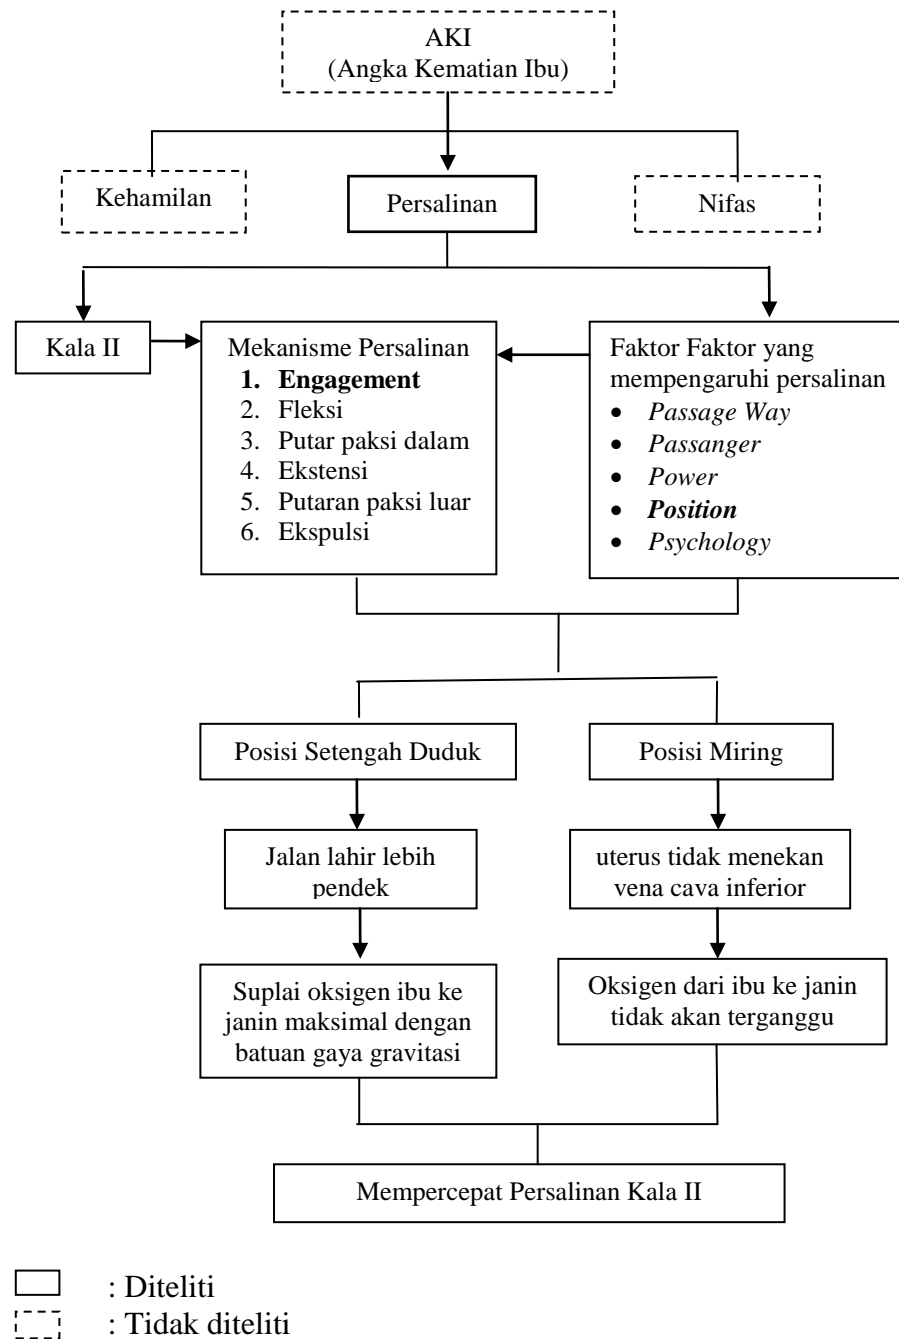 AKI
(Angka Kematian Ibu)
Kehamilan
Persalinan
Nifas
Kala II
Mekanisme Persalinan
1. Engagement
2. Fleksi
3. Putar paksi dalam
4. Ekstensi
5. Putaran paksi luar
6. Ekspulsi
Faktor Faktor yang
mempengaruhi persalinan
• Passage Way
• Passanger
• Power
• Position
• Psychology
Posisi Setengah Duduk
Posisi Miring
Jalan lahir lebih
pendek
uterus tidak menekan
vena cava inferior
Suplai oksigen ibu ke
janin maksimal dengan
batuan gaya gravitasi
Oksigen dari ibu ke janin
tidak akan terganggu
Mempercepat Persalinan Kala II
: Diteliti
: Tidak diteliti